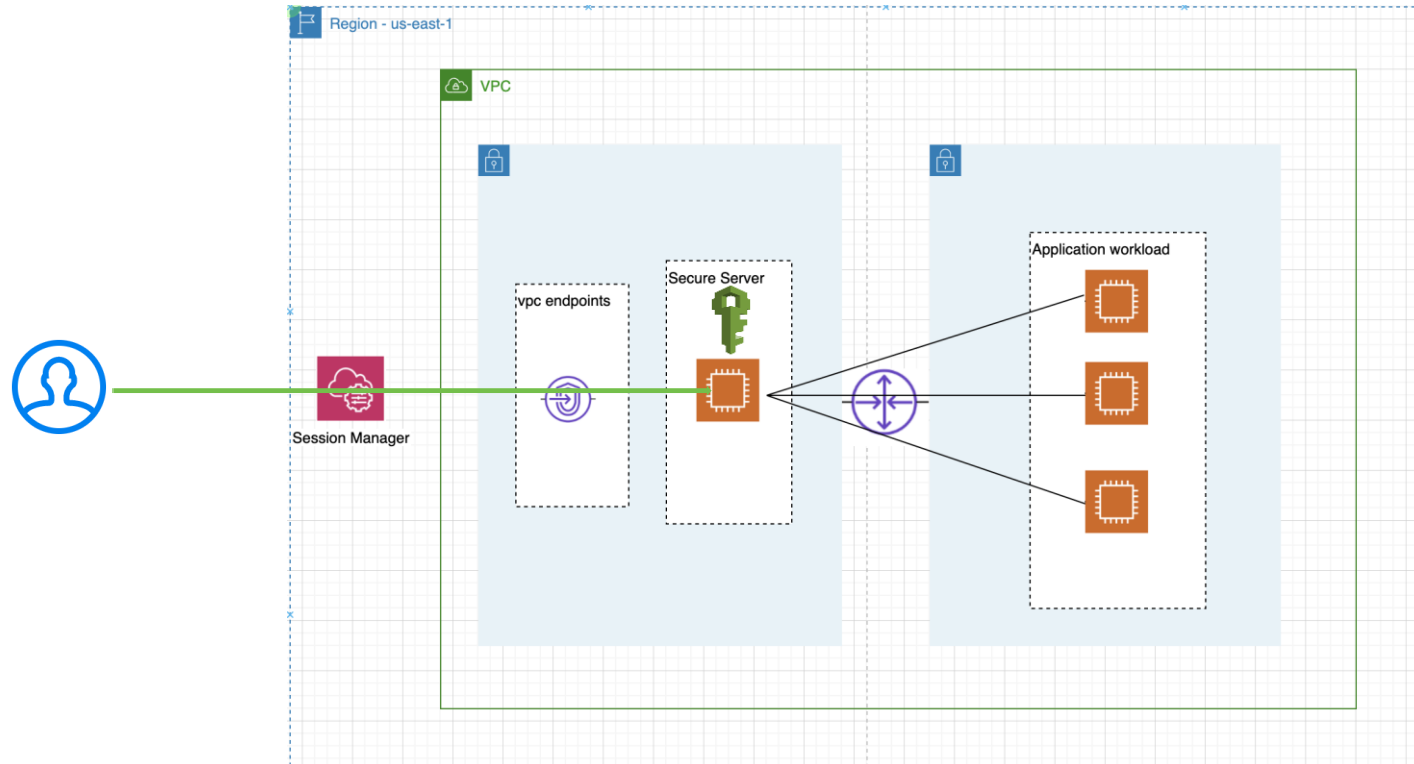 Region - us-east-1
VPC
Application workload
Secure Server
vpc endpoints
Session Manager